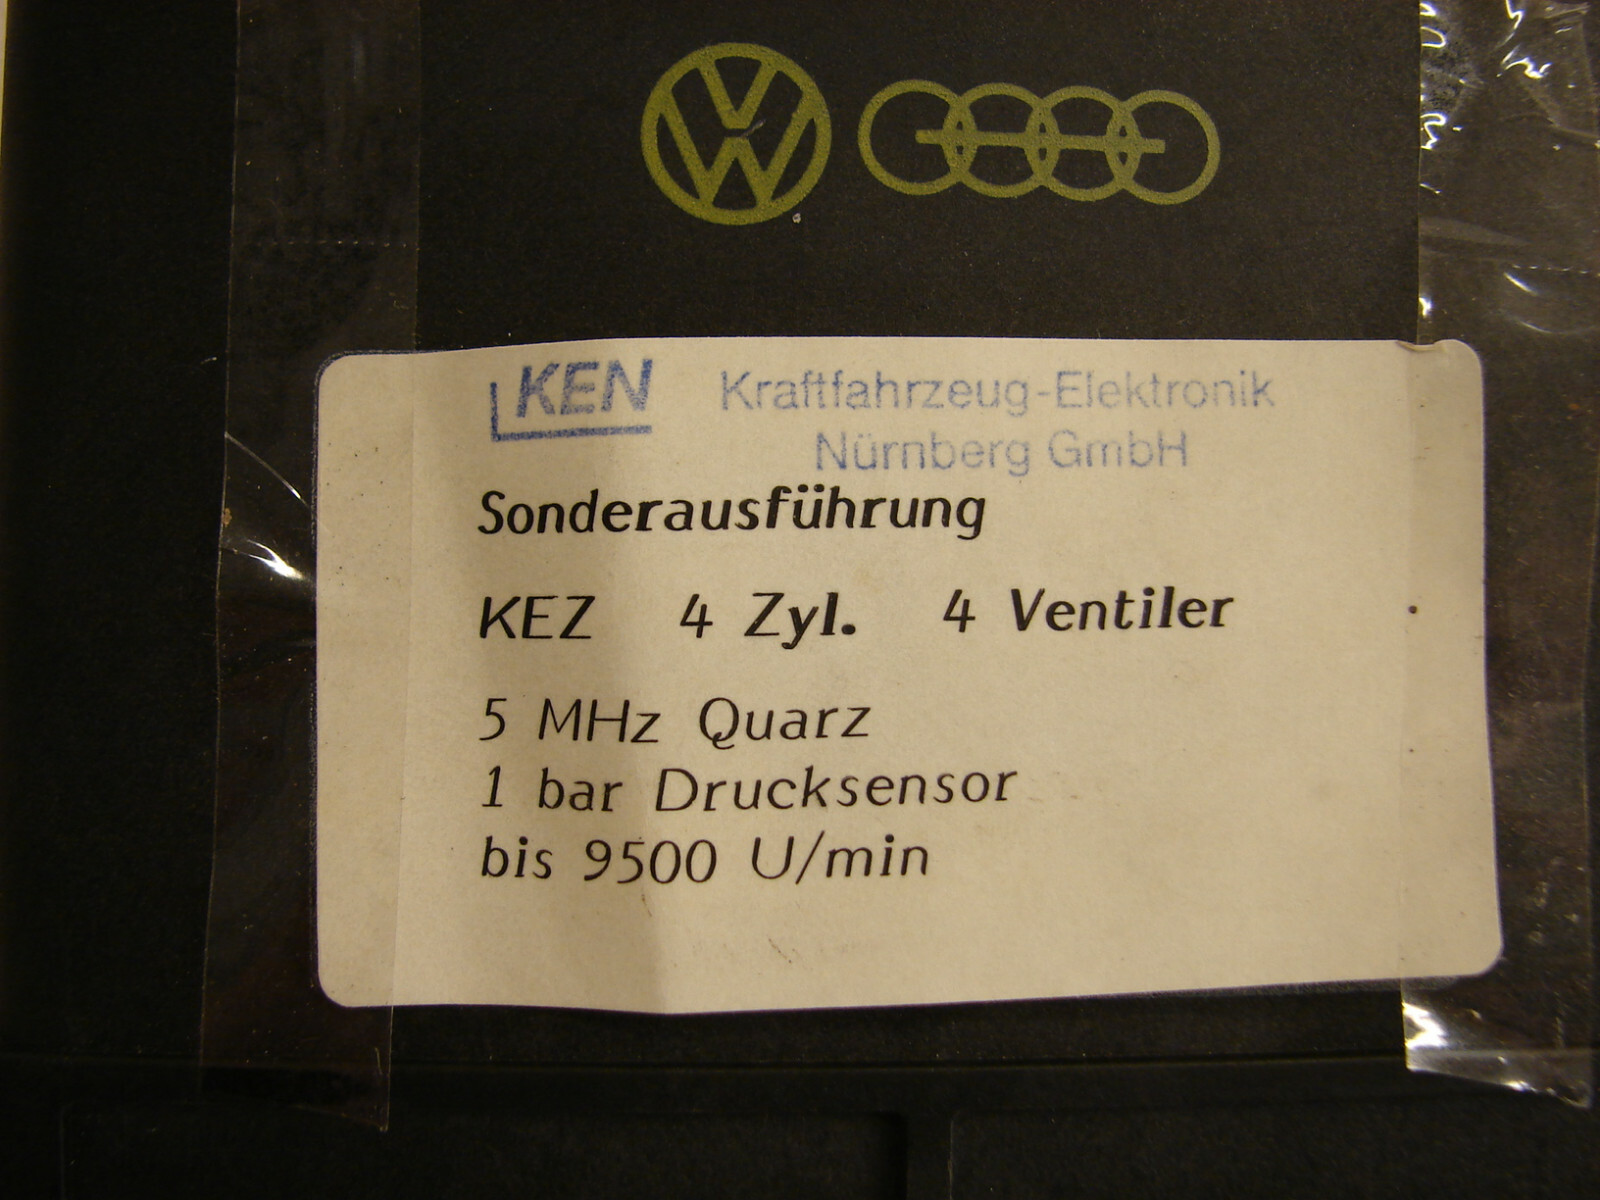 KEN Kraftfahrzeug-Elektronik
Nürnberg GmbH
Sonderausführung
KEZ 4 Zyl. 4 Ventiler
5 MHz Quarz
1 bar Drucksensor
bis 9500 U/min